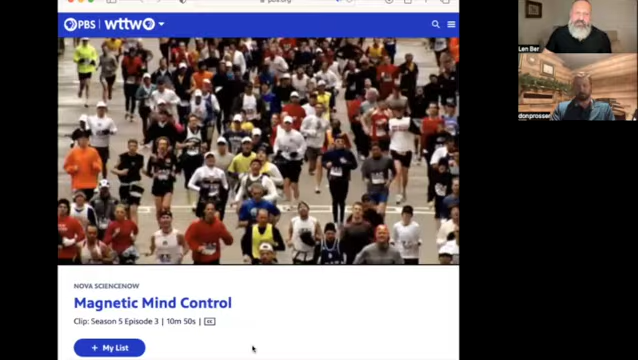 PBS wttw
Len Ber
donprosser
NOVA SCIENCENOW
Magnetic Mind Control
Clip: Season 5 Episode 3 | 10m 50s | CC
+ My List